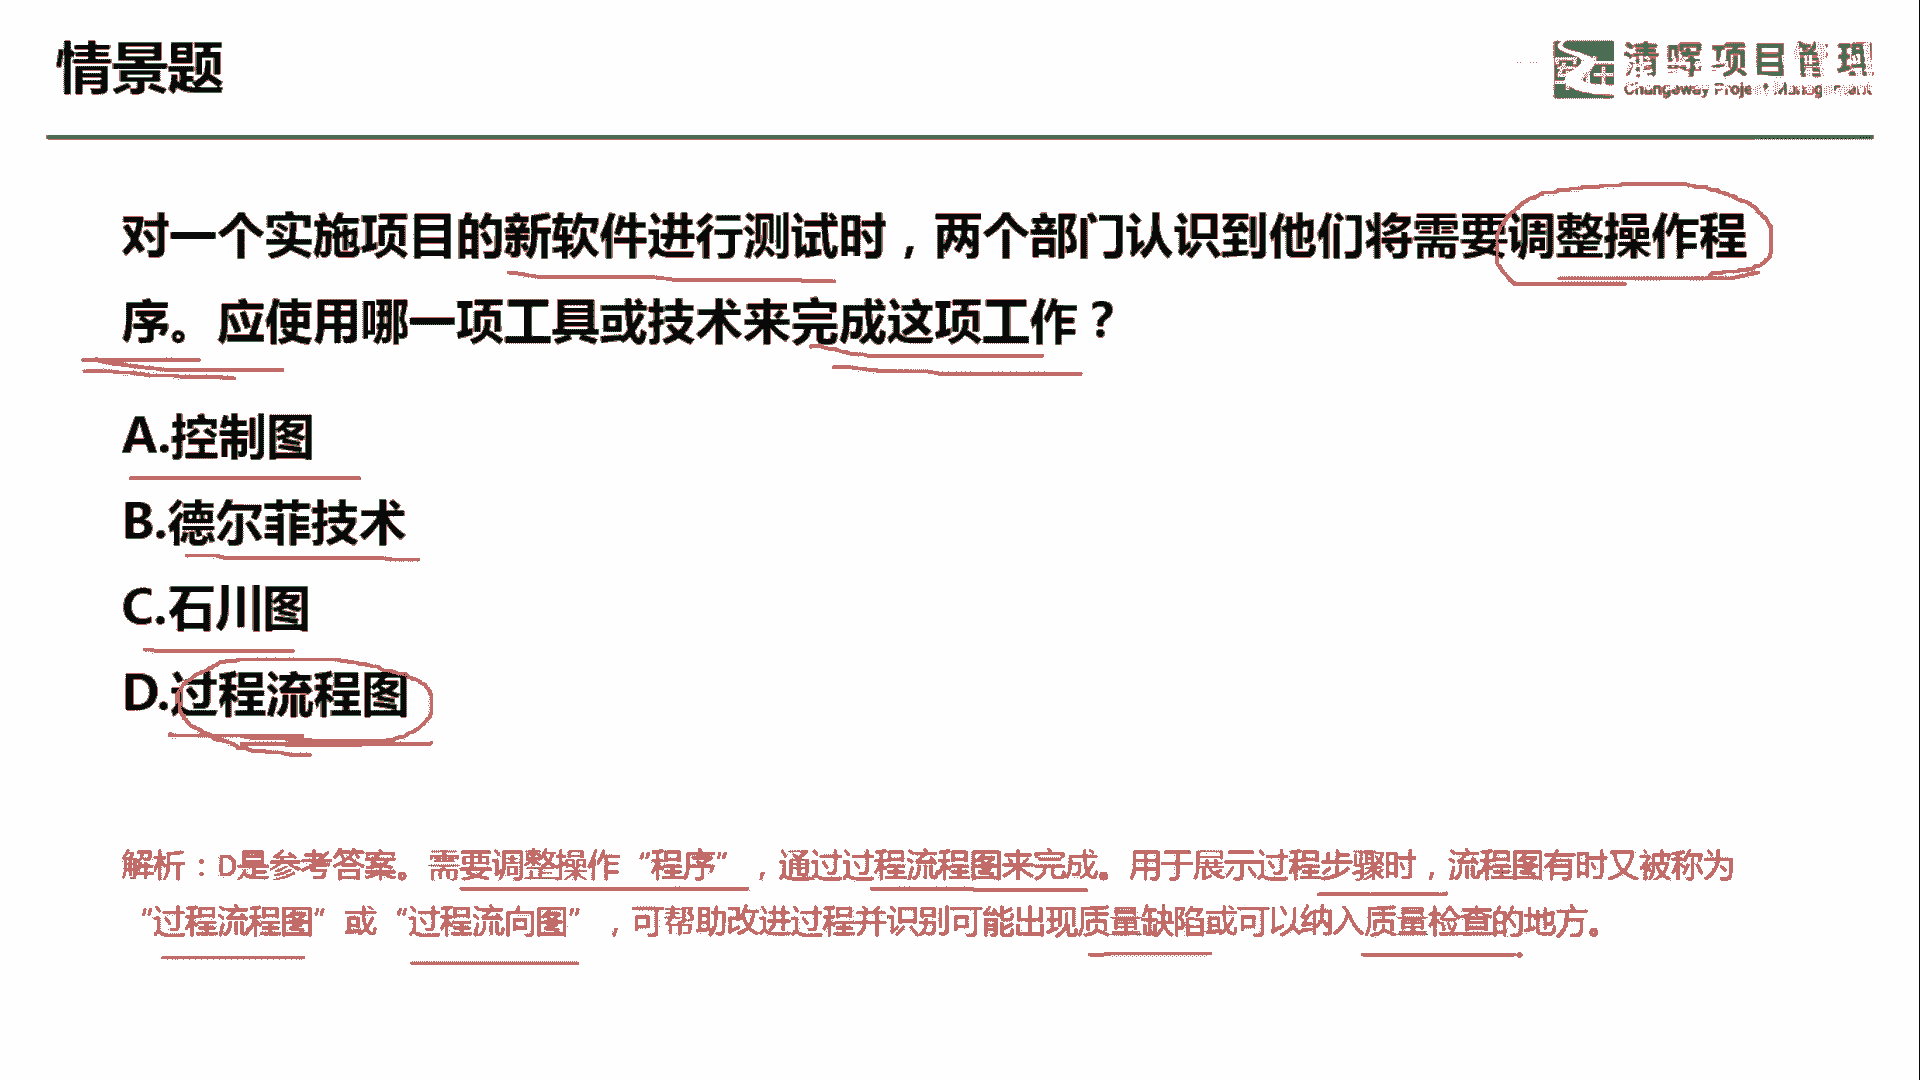 情景题
清晖项目管理
Changeway Project Management
对一个实施项目的新软件进行测试时，两个部门认识到他们将需要调整操作程
序。应使用哪一项工具或技术来完成这项工作？
A.控制图
B.德尔菲技术
C.石川图
D.过程流程图
解析：D是参考答案。需要调整操作“程序”，通过过程流程图来完成。用于展示过程步骤时，流程图有时又被称为
“过程流程图”或“过程流向图”，可帮助改进过程并识别可能出现质量缺陷或可以纳入质量检查的地方。